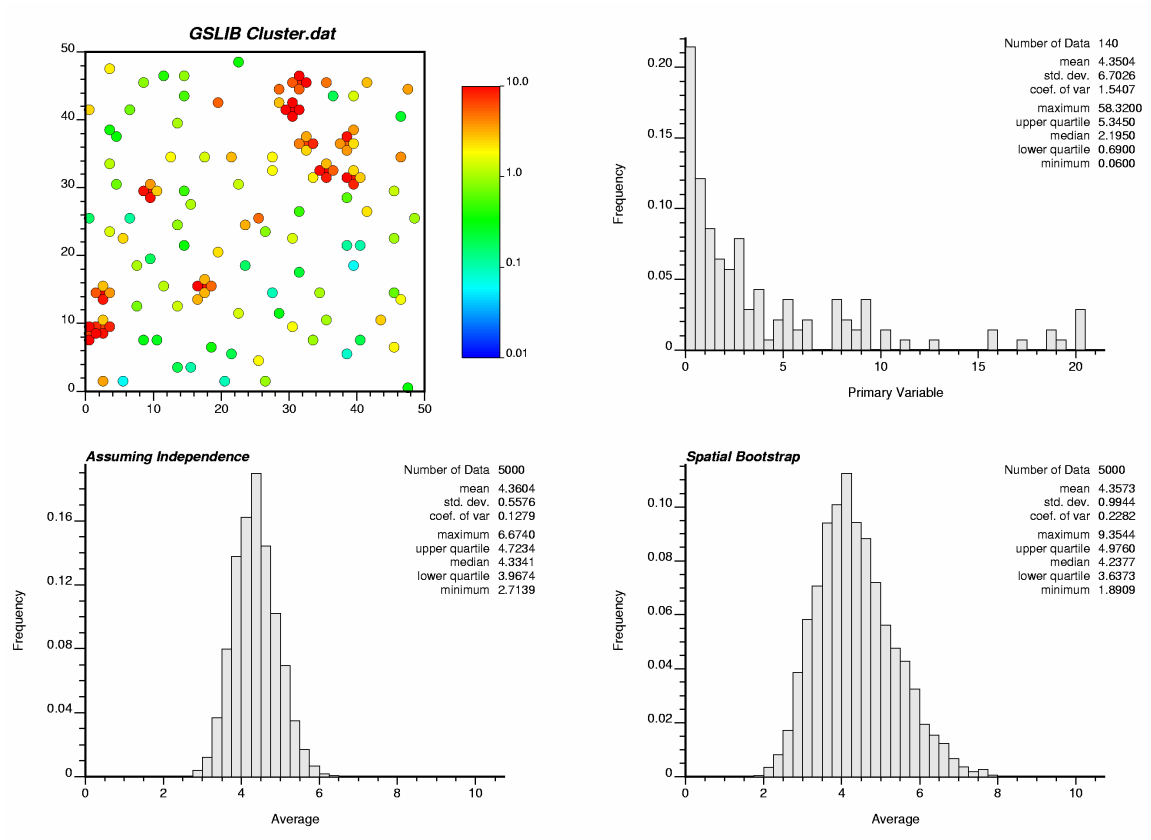 GSLIB Cluster.dat
50
40
30
20
10
0
0 10 20 30 40 50
10.0
1.0
0.1
0.01
Number of Data 140
mean 4.3504
std. dev. 6.7026
coef. of var 1.5407
maximum 58.3200
upper quartile 5.3450
median 2.1950
lower quartile 0.6900
minimum 0.0600
Frequency
0.20
0.15
0.10
0.05
0
0 5 10 15 20
Primary Variable
Assuming Independence
Number of Data 5000
mean 4.3604
std. dev. 0.5576
coef. of var 0.1279
maximum 6.6740
upper quartile 4.7234
median 4.3341
lower quartile 3.9674
minimum 2.7139
Frequency
0.16
0.12
0.08
0.04
0
0 2 4 6 8 10
Average
Spatial Bootstrap
Number of Data 5000
mean 4.3573
std. dev. 0.9944
coef. of var 0.2282
maximum 9.3544
upper quartile 4.9760
median 4.2377
lower quartile 3.6373
minimum 1.8909
Frequency
0.10
0.08
0.06
0.04
0.02
0
0 2 4 6 8 10
Average